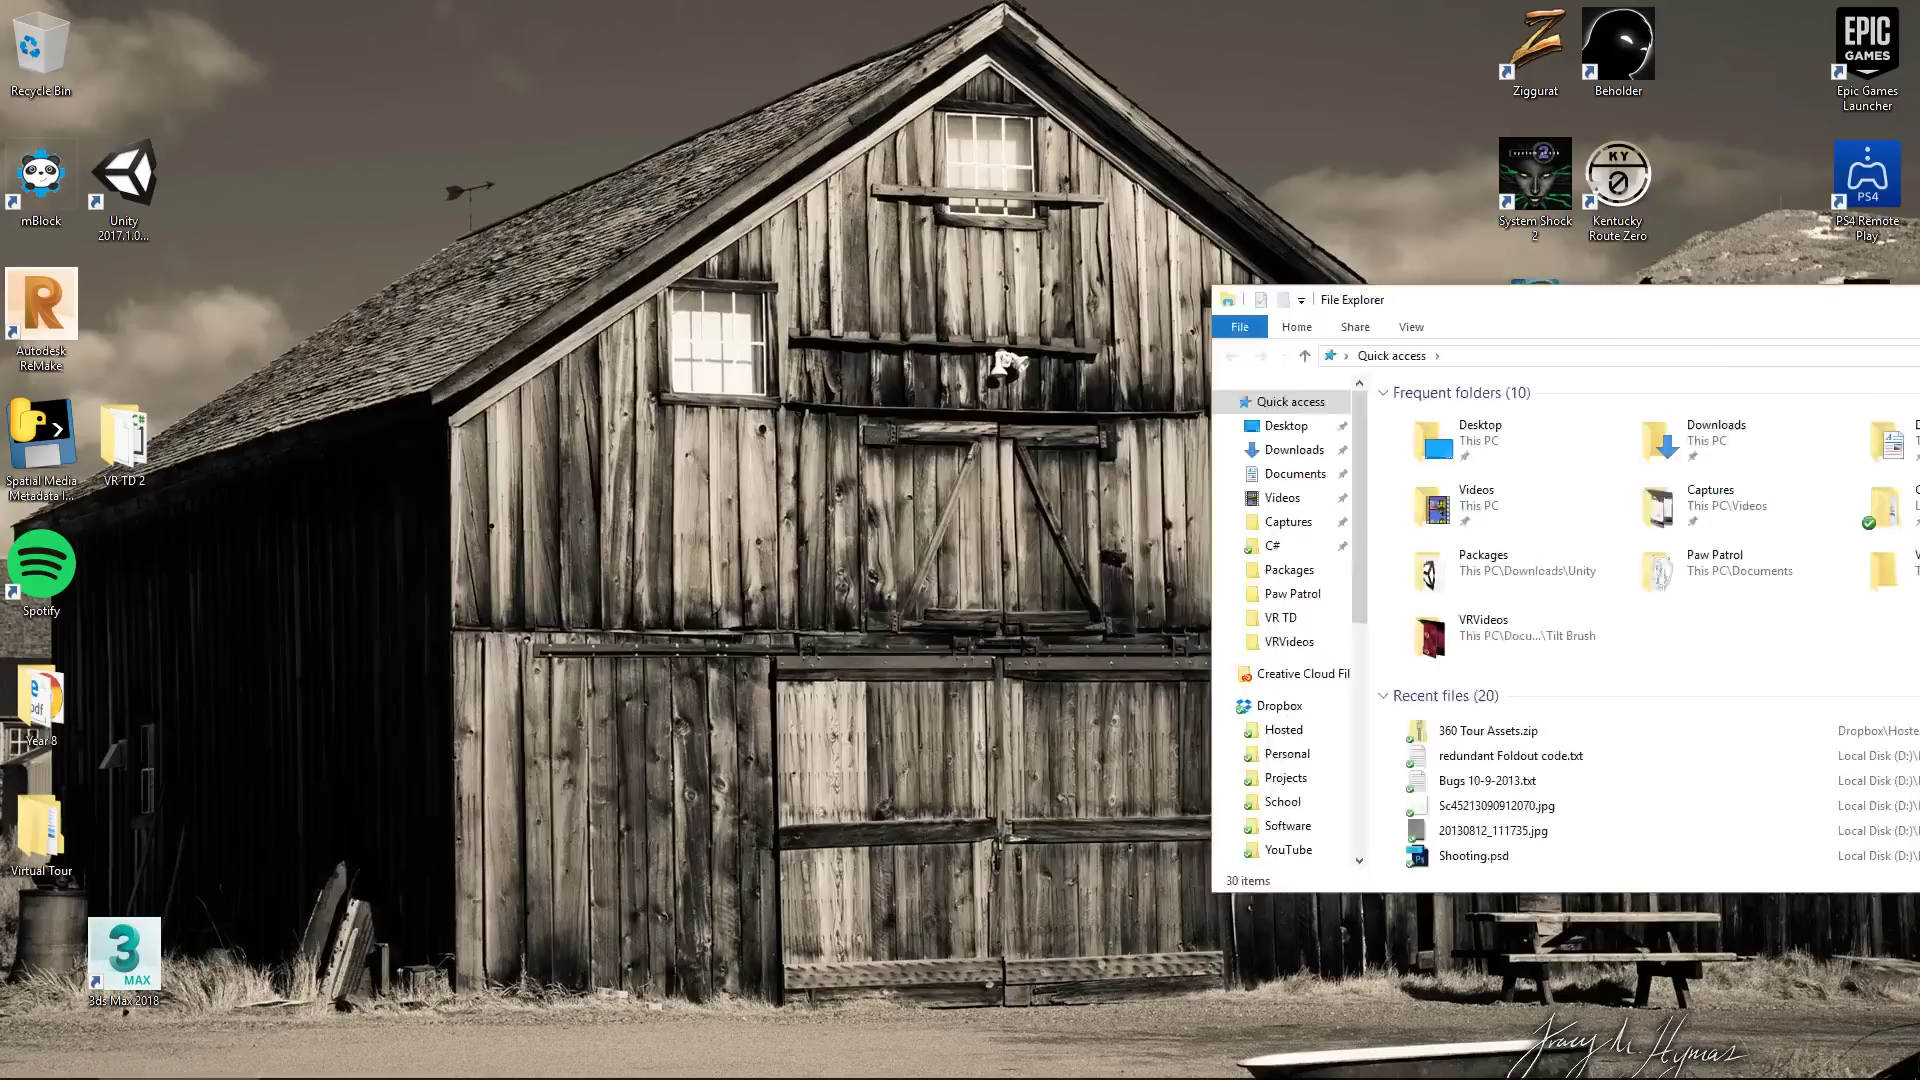 Recycle Bin
mBlock
Unity
2017.1.0...
Autodesk
ReMake
Spatial Media
Metadata I...
VR TD 2
Spotify
Year 8
Virtual Tour
3
MAX
3ds Max 2018
Ziggurat
Beholder
EPIC
GAMES
Epic Games
Launcher
System Shock
2
KY
0
Kentucky
Route Zero
PS4
PS4 Remote
Play
File Explorer
File
Home
Share
View
Quick access
Quick access
Desktop
Downloads
Documents
Videos
Captures
C#
Packages
Paw Patrol
VR TD
VRVideos
Creative Cloud Fil
Dropbox
Hosted
Personal
Projects
School
Software
YouTube
Frequent folders (10)
Desktop
This PC
Downloads
This PC
Videos
This PC
Captures
This PC\Videos
Packages
This PC\Downloads\Unity
Paw Patrol
This PC\Documents
VRVideos
This PC\Docu...\Tilt Brush
Recent files (20)
360 Tour Assets.zip
Dropbox\Hoste
redundant Foldout code.txt
Local Disk (D:)\
Bugs 10-9-2013.txt
Local Disk (D:)\
Sc45213090912070.jpg
Local Disk (D:)\
20130812_111735.jpg
Local Disk (D:)\
Shooting.psd
Local Disk (D:)\
30 items
Tracy M Hymas